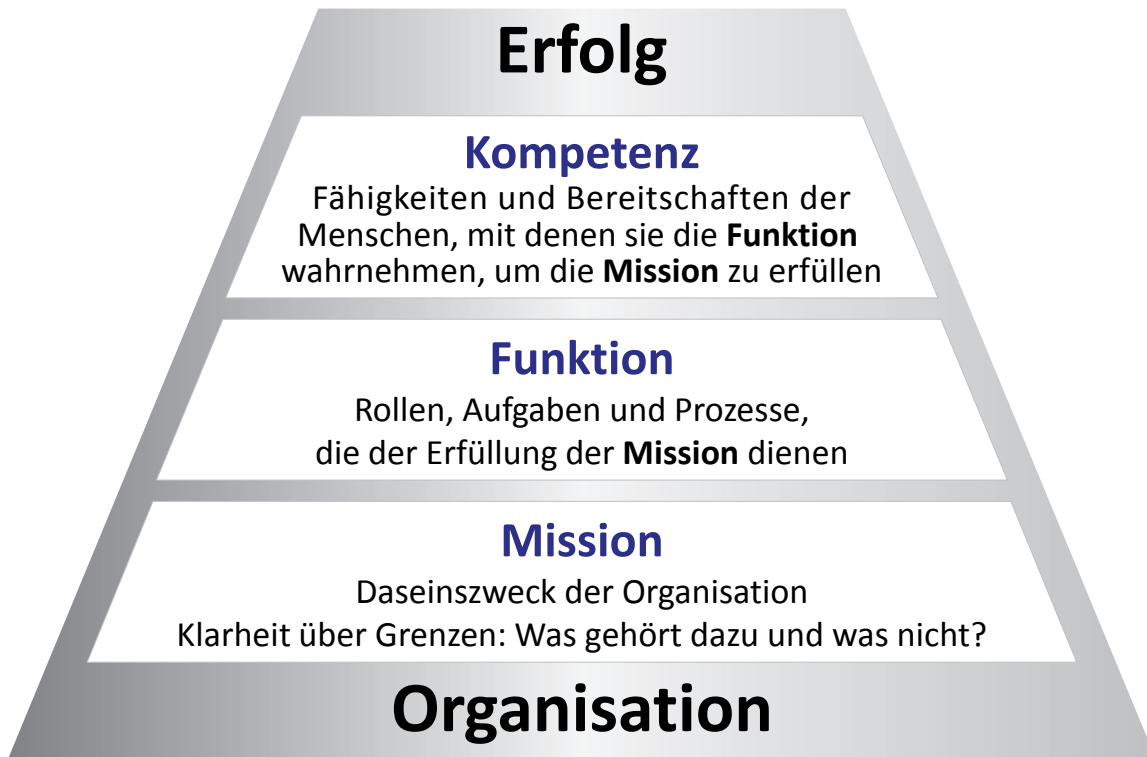 Erfolg
Kompetenz
Fähigkeiten und Bereitschaften der
Menschen, mit denen sie die Funktion
wahrnehmen, um die Mission zu erfüllen
Funktion
Rollen, Aufgaben und Prozesse,
die der Erfüllung der Mission dienen
Mission
Daseinszweck der Organisation
Klarheit über Grenzen: Was gehört dazu und was nicht?
Organisation